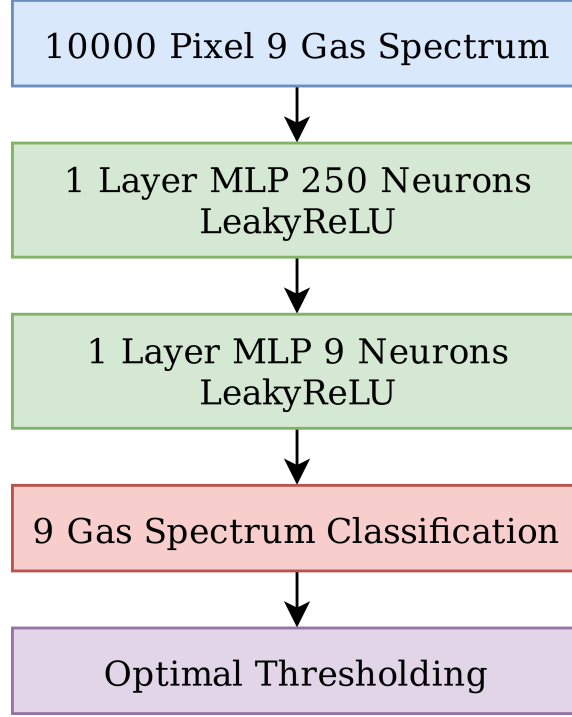 10000 Pixel 9 Gas Spectrum
1 Layer MLP 250 Neurons
LeakyReLU
1 Layer MLP 9 Neurons
LeakyReLU
9 Gas Spectrum Classification
Optimal Thresholding